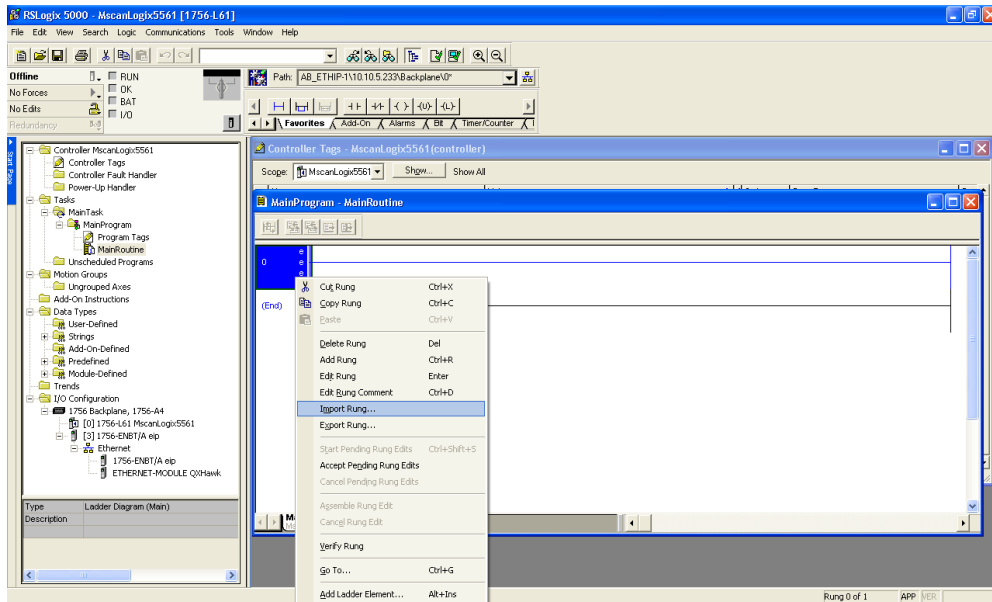 RSLogix 5000 - MscanLogix5561 [1756-L61]
File Edit View Search Logic Communications Tools Window Help
Offline
RUN
No Forces
OK
No Edits
BAT
Redundancy
I/O
Path: AB_ETHIP-1\10.10.5.233\Backplane\0*
Favorites Add-On Alarms Bit Timer/Counter
Start Page
Controller MscanLogix5561
Controller Tags
Controller Fault Handler
Power-Up Handler
Tasks
MainTask
MainProgram
Program Tags
MainRoutine
Unscheduled Programs
Motion Groups
Ungrouped Axes
Add-On Instructions
Data Types
User-Defined
Strings
Add-On-Defined
Predefined
Module-Defined
Trends
I/O Configuration
1756 Backplane, 1756-A4
[0] 1756-L61 MscanLogix5561
[3] 1756-ENBT/A eip
Ethernet
1756-ENBT/A eip
ETHERNET-MODULE QXHawk
Type Ladder Diagram (Main)
Description
Controller Tags - MscanLogix5561(controller)
Scope: MscanLogix5561 Show... Show All
MainProgram - MainRoutine
0
e
e
e
(End)
Cut Rung Ctrl+X
Copy Rung Ctrl+C
Paste Ctrl+V
Delete Rung Del
Add Rung Ctrl+R
Edit Rung Enter
Edit Rung Comment Ctrl+D
Import Rung...
Export Rung...
Start Pending Rung Edits Ctrl+Shift+S
Accept Pending Rung Edits
Cancel Pending Rung Edits
Assemble Rung Edit
Cancel Rung Edit
Verify Rung
Go To... Ctrl+G
Add Ladder Element... Alt+Ins
Rung 0 of 1 APP VER